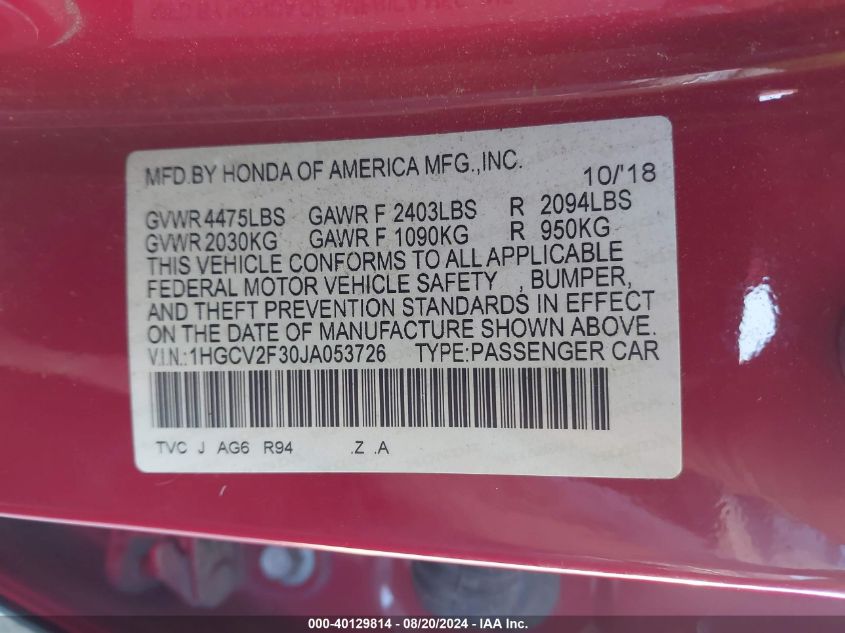 MFD.BY HONDA OF AMERICA MFG.,INC. 10/'18
GVWR 4475LBS GAWR F 2403LBS R 2094LBS
GVWR 2030KG GAWR F 1090KG R 950KG
THIS VEHICLE CONFORMS TO ALL APPLICABLE
FEDERAL MOTOR VEHICLE SAFETY , BUMPER,
AND THEFT PREVENTION STANDARDS IN EFFECT
ON THE DATE OF MANUFACTURE SHOWN ABOVE.
V.I.N.:1HGCV2F30JA053726 TYPE:PASSENGER CAR
TVC J AG6 R94 .Z .A
000-40129814 - 08/20/2024 - IAA Inc.